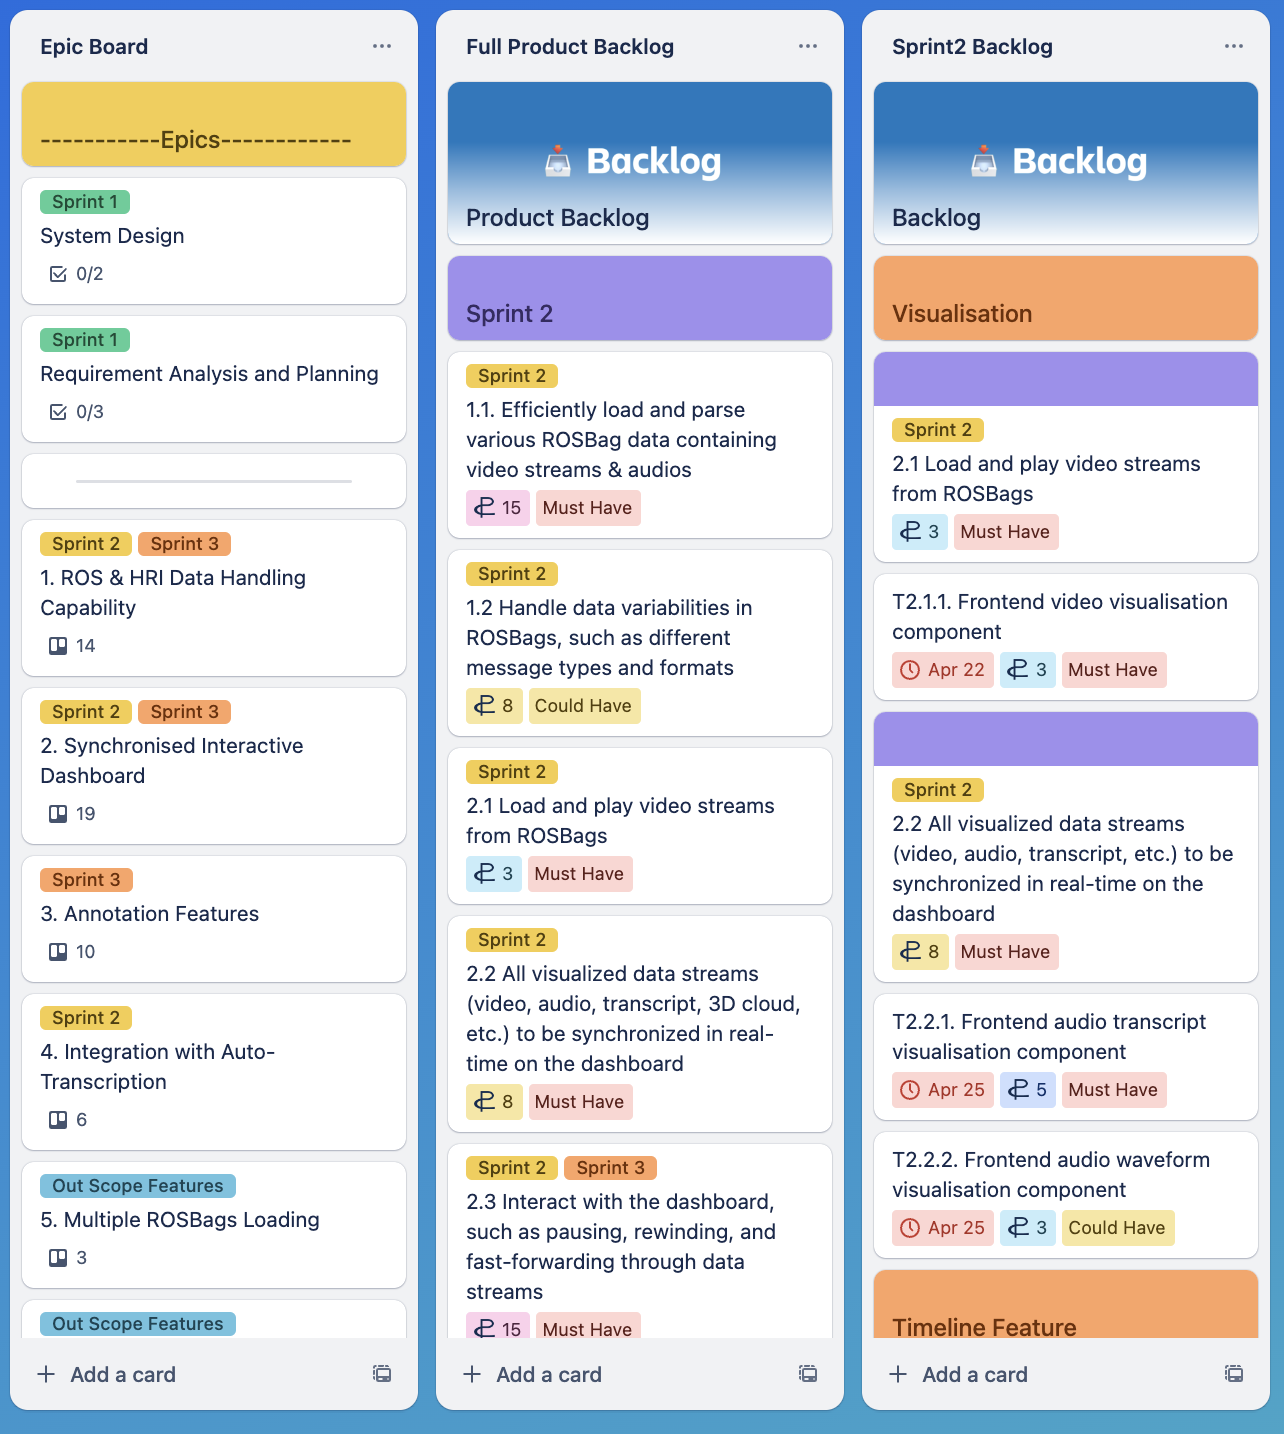 Epic Board
-----------Epics------------
Sprint 1
System Design
0/2
Sprint 1
Requirement Analysis and Planning
0/3
Sprint 2 Sprint 3
1. ROS & HRI Data Handling
Capability
14
Sprint 2 Sprint 3
2. Synchronised Interactive
Dashboard
19
Sprint 3
3. Annotation Features
10
Sprint 2
4. Integration with Auto-
Transcription
6
Out Scope Features
5. Multiple ROSBags Loading
3
Out Scope Features
Add a card
Full Product Backlog
Backlog
Product Backlog
Sprint 2
Sprint 2
1.1. Efficiently load and parse
various ROSBag data containing
video streams & audios
15 Must Have
Sprint 2
1.2 Handle data variabilities in
ROSBags, such as different
message types and formats
8 Could Have
Sprint 2
2.1 Load and play video streams
from ROSBags
3 Must Have
Sprint 2
2.2 All visualized data streams
(video, audio, transcript, 3D cloud,
etc.) to be synchronized in real-
time on the dashboard
8 Must Have
Sprint 2 Sprint 3
2.3 Interact with the dashboard,
such as pausing, rewinding, and
fast-forwarding through data
streams
15 Must Have
Add a card
Sprint2 Backlog
Backlog
Backlog
Visualisation
Sprint 2
2.1 Load and play video streams
from ROSBags
3 Must Have
T2.1.1. Frontend video visualisation
component
Apr 22 3 Must Have
Sprint 2
2.2 All visualized data streams
(video, audio, transcript, etc.) to be
synchronized in real-time on the
dashboard
8 Must Have
T2.2.1. Frontend audio transcript
visualisation component
Apr 25 5 Must Have
T2.2.2. Frontend audio waveform
visualisation component
Apr 25 3 Could Have
Timeline Feature
Add a card